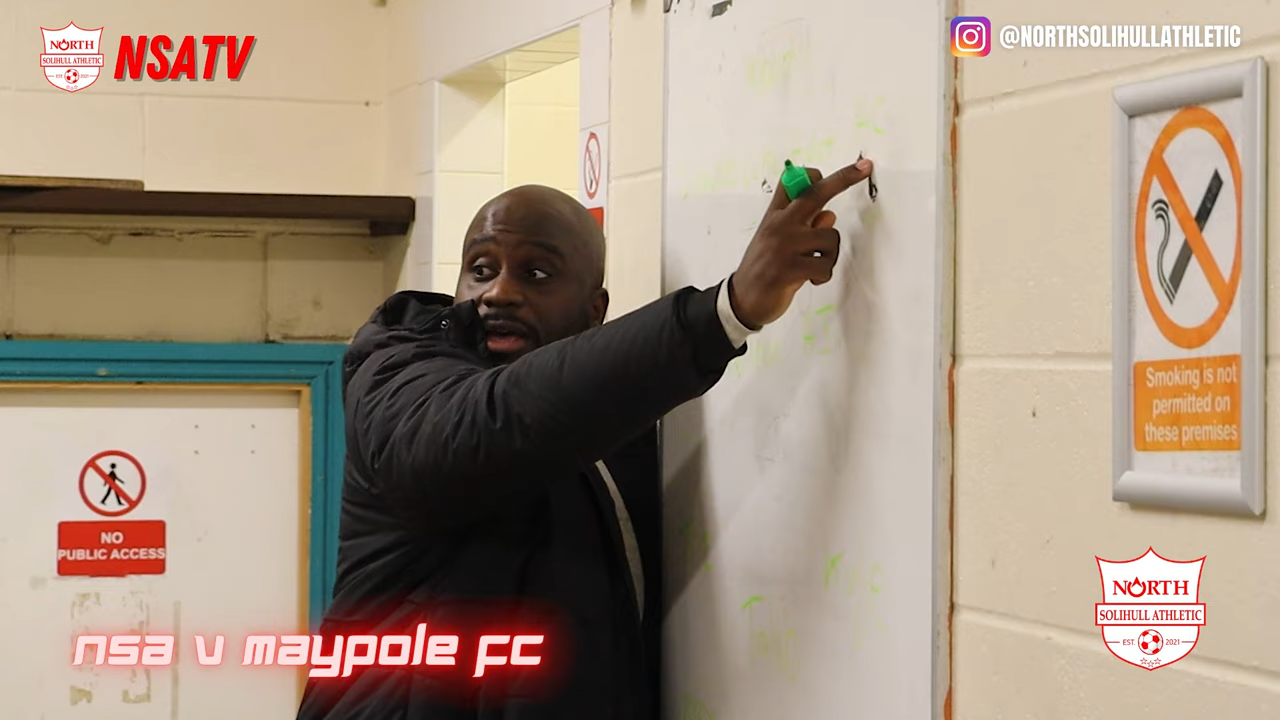 NORTH
SOLIHULL ATHLETIC
EST. 2021
NSATV
@NORTHSOLIHULLATHLETIC
Smoking is not
permitted on
these premises
NO
PUBLIC ACCESS
NORTH
SOLIHULL ATHLETIC
EST. 2021
nsa v maypole fc